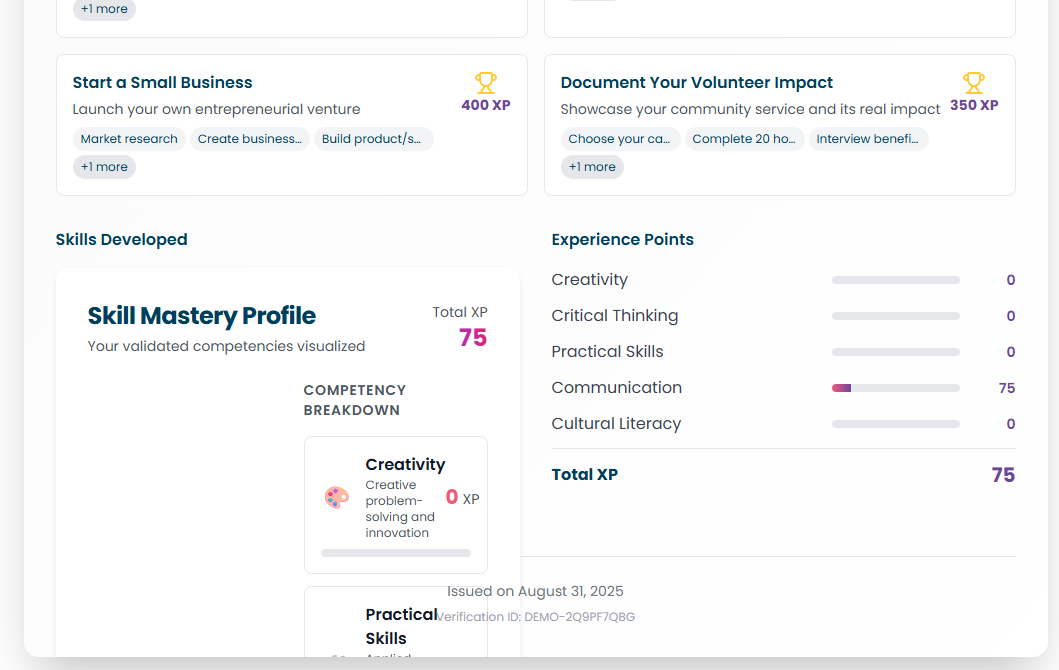 +1 more
Start a Small Business
400 XP
Launch your own entrepreneurial venture
Market research
Create business...
Build product/s...
+1 more
Document Your Volunteer Impact
350 XP
Showcase your community service and its real impact
Choose your ca...
Complete 20 ho...
Interview benefi...
+1 more
Skills Developed
Skill Mastery Profile
Your validated competencies visualized
Total XP
75
COMPETENCY
BREAKDOWN
Creativity
Creative
problem-
solving and
innovation
0 XP
Practical
Skills
Experience Points
Creativity 0
Critical Thinking 0
Practical Skills 0
Communication 75
Cultural Literacy 0
Total XP 75
Issued on August 31, 2025
Verification ID: DEMO-2Q9PF7QBG